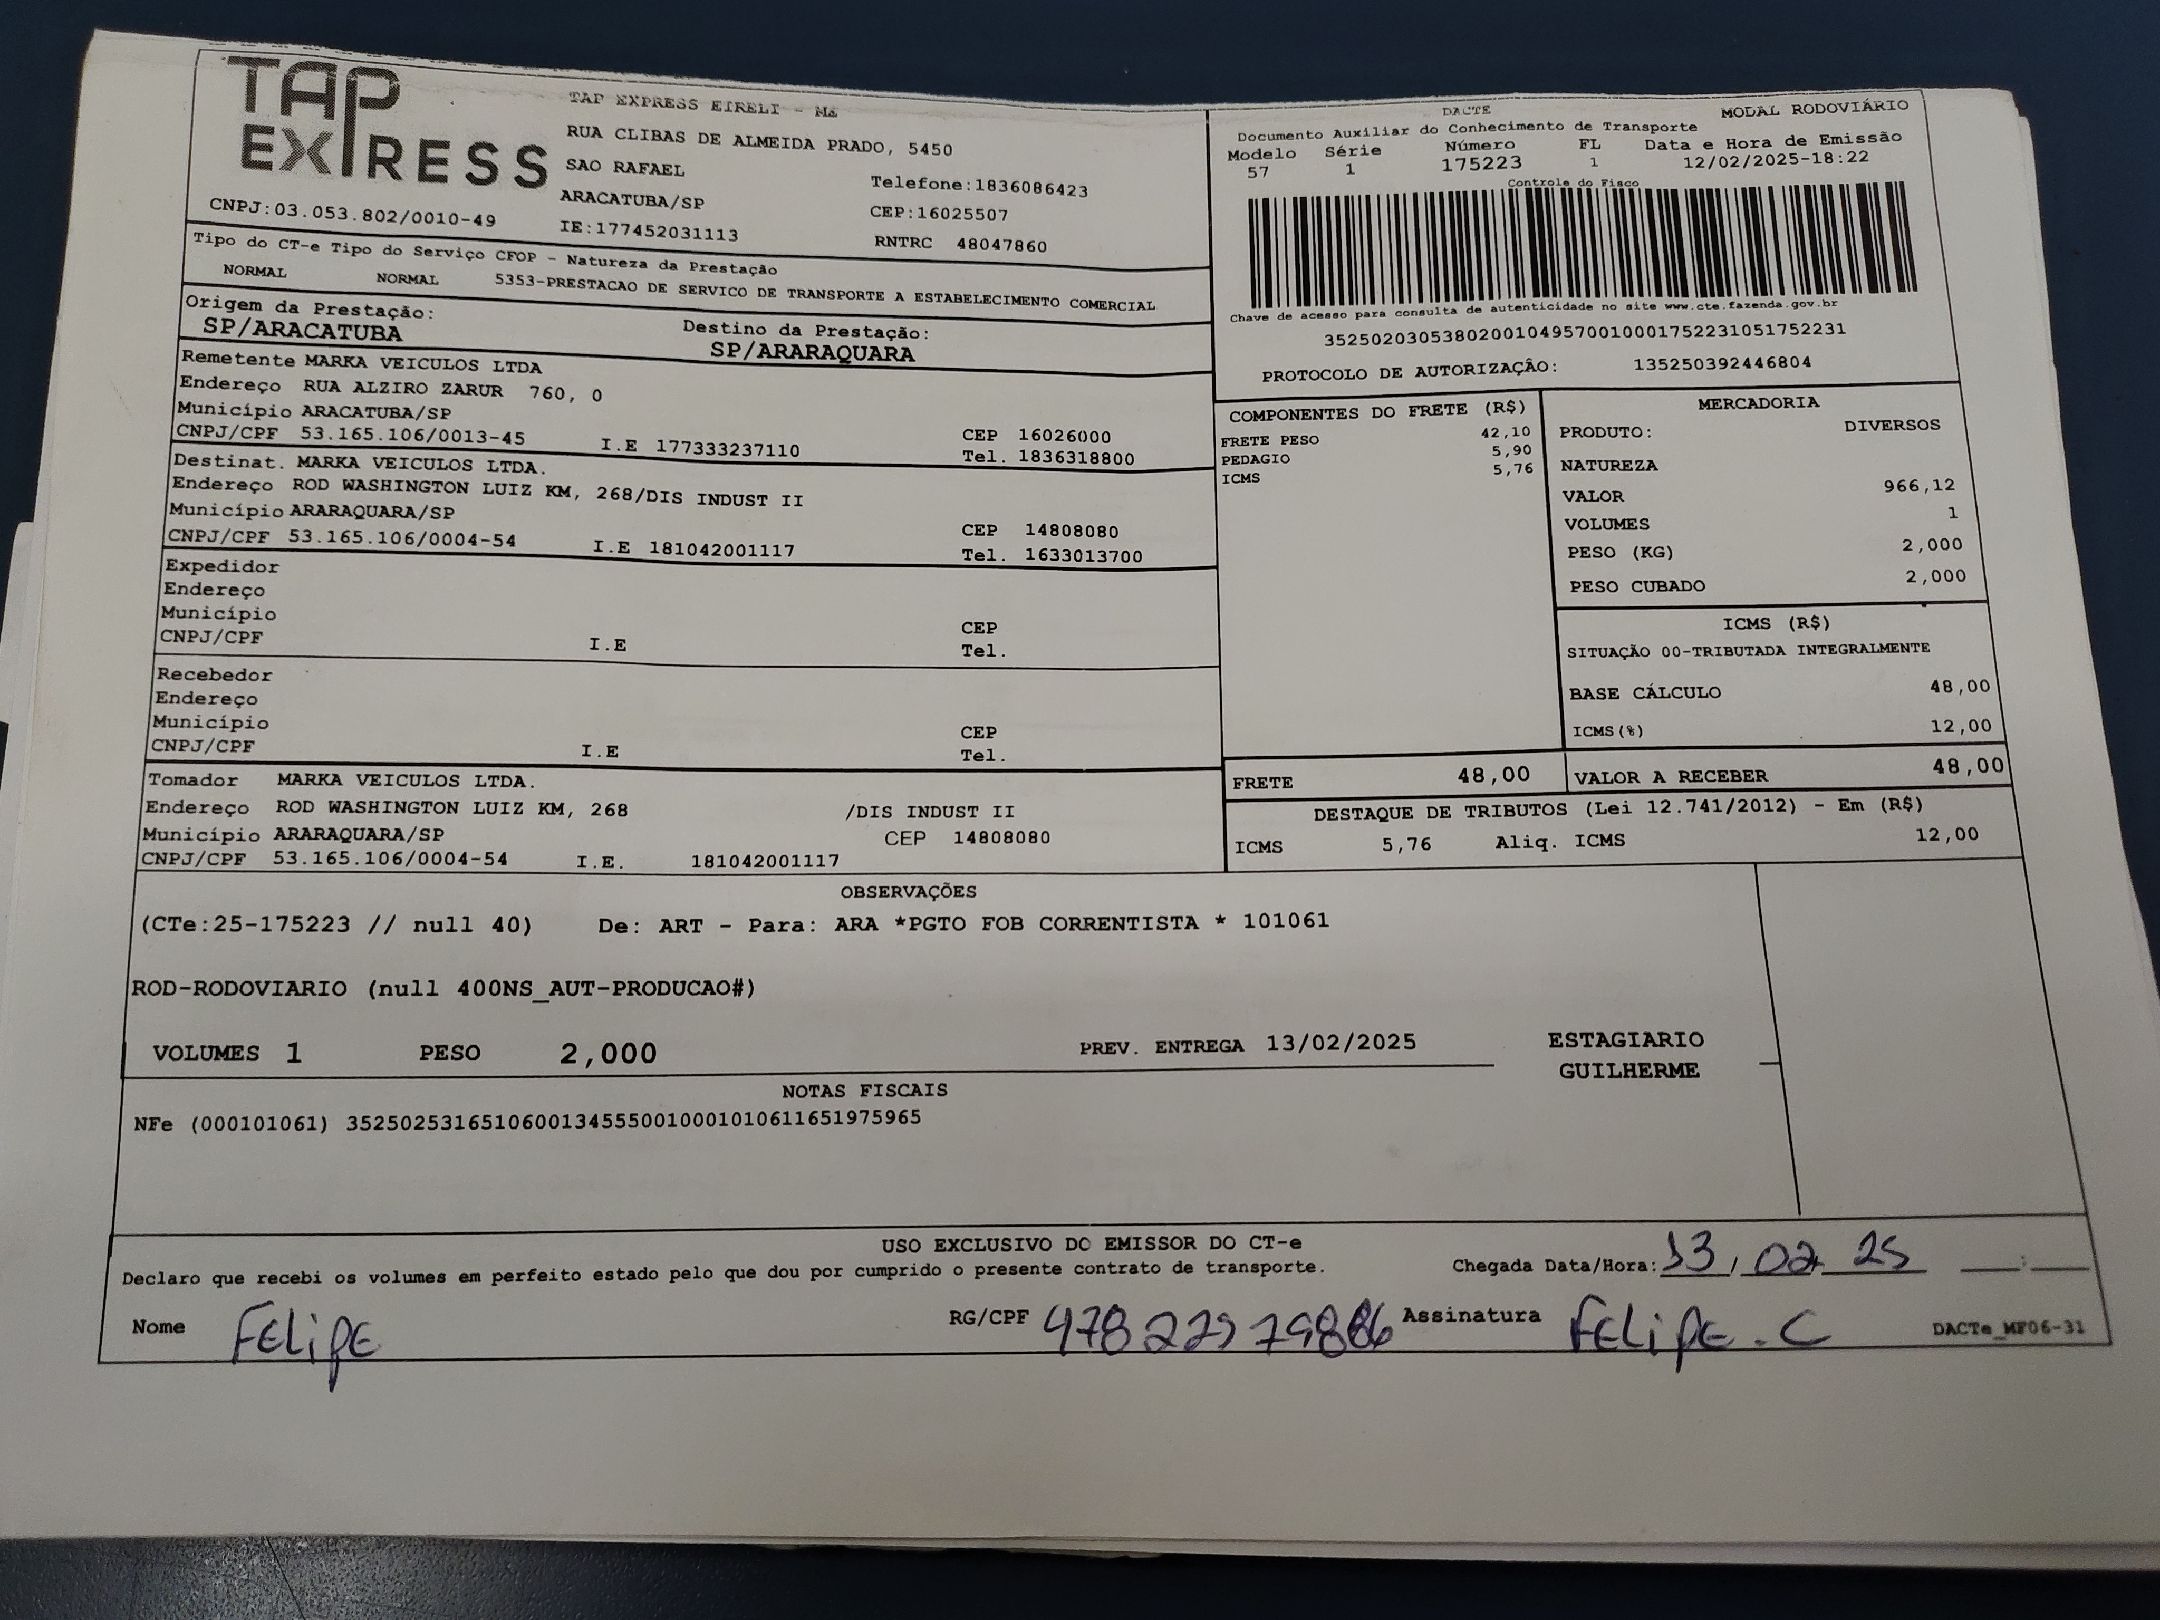 TAP
EXPRESS
CNPJ:03.053.802/0010-49
TAP EXPRESS EIRELI - Me
RUA CLIBAS DE ALMEIDA PRADO, 5450
SAO RAFAEL
ARACATUBA/SP
IE:177452031113
Telefone:1836086423
CEP:16025507
RNTRC 48047860
DACTE MODAL RODOVIÁRIO
Documento Auxiliar do Conhecimento de Transporte
Modelo Série Número FL Data e Hora de Emissão
57 1 175223 1 12/02/2025-18:22
Controle do Fisco
Chave de acesso para consulta de autenticidade no site www.cte.fazenda.gov.br
35250203053802001049570010001752231051752231
PROTOCOLO DE AUTORIZAÇÃO: 135250392446804
Tipo do CT-e Tipo do Serviço CFOP - Natureza da Prestação
NORMAL NORMAL 5353-PRESTACAO DE SERVICO DE TRANSPORTE A ESTABELECIMENTO COMERCIAL
Origem da Prestação: Destino da Prestação:
SP/ARACATUBA SP/ARARAQUARA
Remetente MARKA VEICULOS LTDA
Endereço RUA ALZIRO ZARUR 760, 0
Município ARACATUBA/SP CEP 16026000
CNPJ/CPF 53.165.106/0013-45 I.E 177333237110 Tel. 1836318800
Destinat. MARKA VEICULOS LTDA.
Endereço ROD WASHINGTON LUIZ KM, 268/DIS INDUST II
Município ARARAQUARA/SP CEP 14808080
CNPJ/CPF 53.165.106/0004-54 I.E 181042001117 Tel. 1633013700
Expedidor
Endereço
Município CEP
CNPJ/CPF I.E Tel.
Recebedor
Endereço
Município CEP
CNPJ/CPF I.E Tel.
Tomador MARKA VEICULOS LTDA.
Endereço ROD WASHINGTON LUIZ KM, 268 /DIS INDUST II
Município ARARAQUARA/SP CEP 14808080
CNPJ/CPF 53.165.106/0004-54 I.E. 181042001117
COMPONENTES DO FRETE (R$)
FRETE PESO 42,10
PEDAGIO 5,90
ICMS 5,76
MERCADORIA
PRODUTO: DIVERSOS
NATUREZA
VALOR 966,12
VOLUMES 1
PESO (KG) 2,000
PESO CUBADO 2,000
ICMS (R$)
SITUAÇÃO 00-TRIBUTADA INTEGRALMENTE
BASE CÁLCULO 48,00
ICMS(%) 12,00
FRETE 48,00 VALOR A RECEBER 48,00
DESTAQUE DE TRIBUTOS (Lei 12.741/2012) - Em (R$)
ICMS 5,76 Aliq. ICMS 12,00
OBSERVAÇÕES
(CTe:25-175223 // null 40) De: ART - Para: ARA *PGTO FOB CORRENTISTA * 101061
ROD-RODOVIARIO (null 400NS_AUT-PRODUCAO#)
VOLUMES 1 PESO 2,000 PREV. ENTREGA 13/02/2025 ESTAGIARIO
GUILHERME
NOTAS FISCAIS
NFe (000101061) 35250253165106001345550010001010611651975965
USO EXCLUSIVO DO EMISSOR DO CT-e
Declaro que recebi os volumes em perfeito estado pelo que dou por cumprido o presente contrato de transporte. Chegada Data/Hora: 13/02 25
Nome FELIPE RG/CPF 47822979886 Assinatura FELIPE.C DACTe_MF06-31